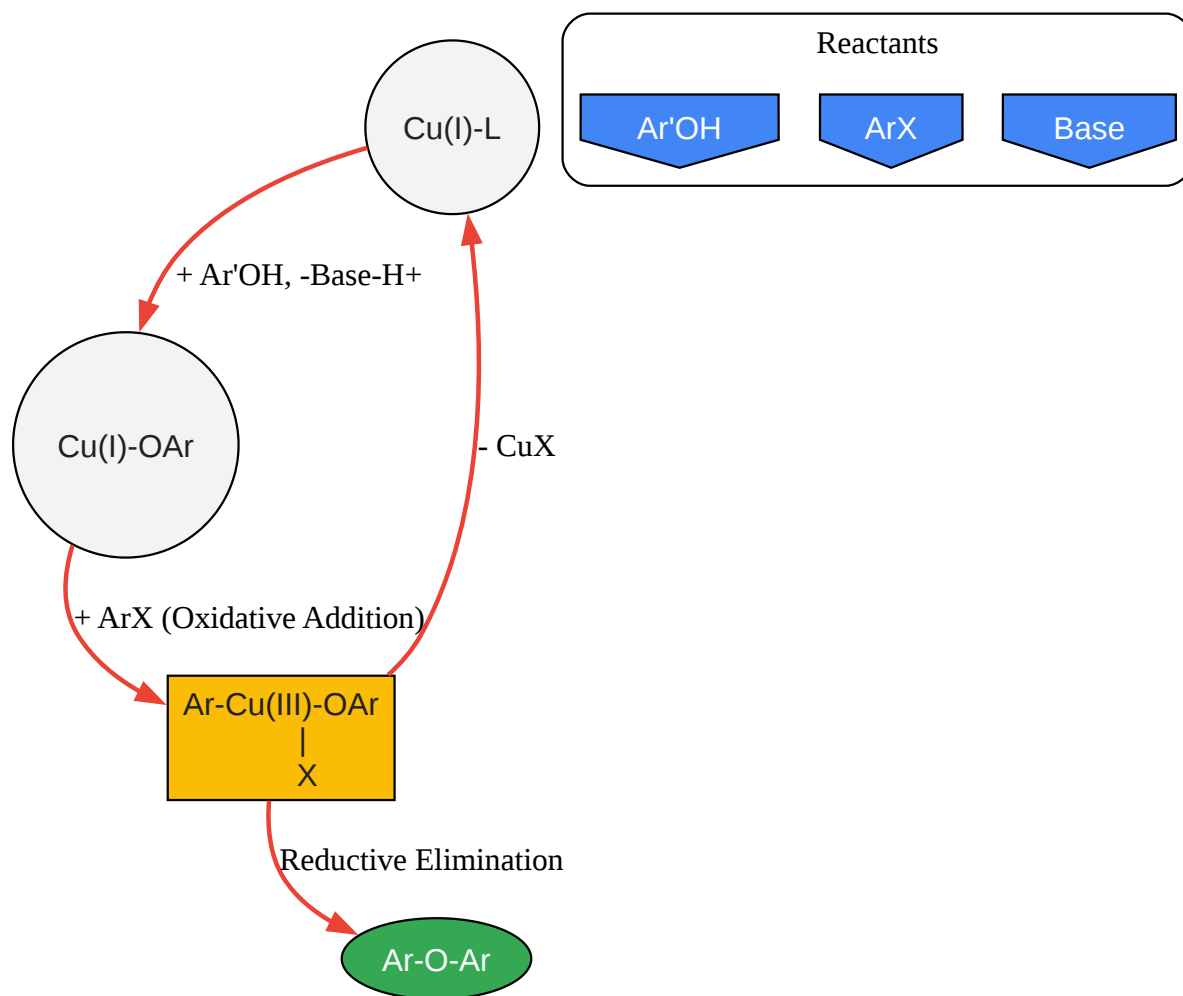 Reactants
Ar'OH
ArX
Base
Cu(I)-L
+ Ar'OH, -Base-H+
Cu(I)-OAr
- CuX
+ ArX (Oxidative Addition)
Ar-Cu(III)-OAr
|
X
Reductive Elimination
Ar-O-Ar